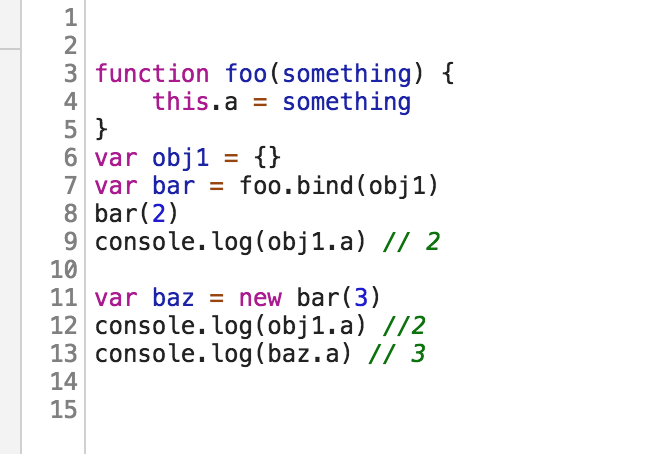 1
2
3 function foo(something) {
4     this.a = something
5 }
6 var obj1 = {}
7 var bar = foo.bind(obj1)
8 bar(2)
9 console.log(obj1.a) // 2
10
11 var baz = new bar(3)
12 console.log(obj1.a) //2
13 console.log(baz.a) // 3
14
15